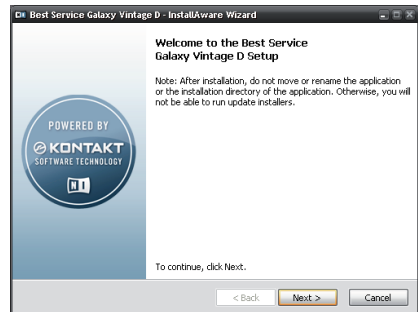 Best Service Galaxy Vintage D - InstallAware Wizard
Welcome to the Best Service
Galaxy Vintage D Setup
Note: After installation, do not move or rename the application
or the installation directory of the application. Otherwise, you will
not be able to run update installers.
POWERED BY
KONTAKT
SOFTWARE TECHNOLOGY
NI
To continue, click Next.
< Back
Next >
Cancel